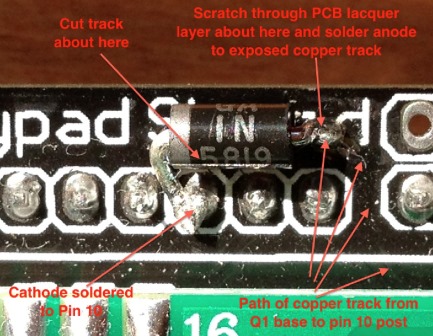 Cut track
about here
Scratch through PCB lacquer
layer about here and solder anode
to exposed copper track
ypad S
d
IN
5819
Cathode soldered
to Pin 10
Path of copper track from
Q1 base to pin 10 post
16